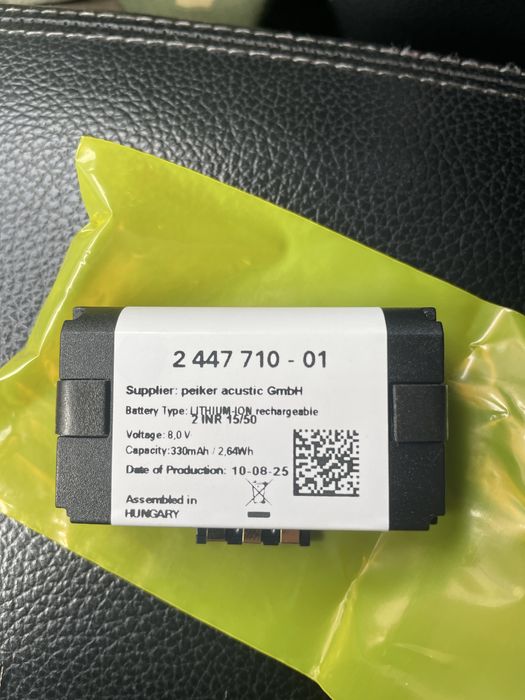 2 447 710 - 01
Supplier: peiker acustic GmbH
Battery Type: LITHIUM-ION rechargeable
2 INR 15/50
Voltage: 8,0 V
Capacity: 330mAh / 2,64Wh
Date of Production: 10-08-25
Assembled in
HUNGARY